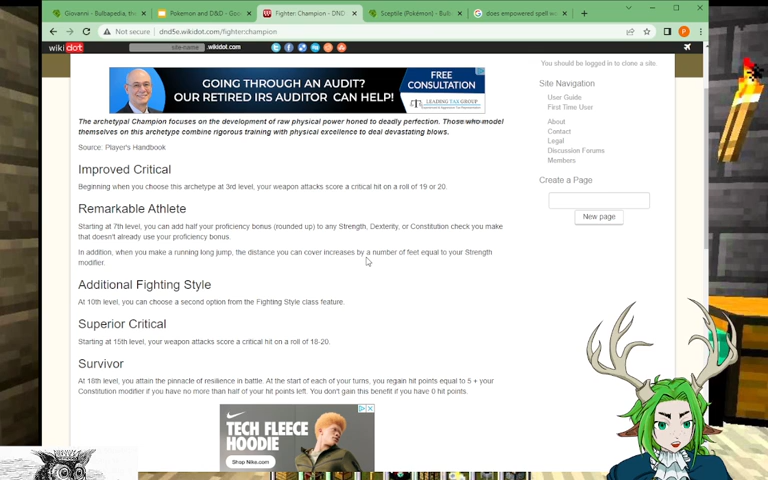 Giovanni - Bulbapedia, the
Pokemon and D&D - Goo
Fighter: Champion - DND
Sceptile (Pokémon) - Bulb
does empowered spell wo
Not secure | dnd5e.wikidot.com/fighter:champion
wikidot
site-name .wikidot.com
GOING THROUGH AN AUDIT?
OUR RETIRED IRS AUDITOR CAN HELP!
FREE
CONSULTATION
LEADING TAX GROUP
You should be logged in to clone a site.
The archetypal Champion focuses on the development of raw physical power honed to deadly perfection. Those who model
themselves on this archetype combine rigorous training with physical excellence to deal devastating blows.
Source: Player's Handbook
Improved Critical
Beginning when you choose this archetype at 3rd level, your weapon attacks score a critical hit on a roll of 19 or 20.
Remarkable Athlete
Starting at 7th level, you can add half your proficiency bonus (rounded up) to any Strength, Dexterity, or Constitution check you make
that doesn't already use your proficiency bonus.
In addition, when you make a running long jump, the distance you can cover increases by a number of feet equal to your Strength
modifier.
Additional Fighting Style
At 10th level, you can choose a second option from the Fighting Style class feature.
Superior Critical
Starting at 15th level, your weapon attacks score a critical hit on a roll of 18-20.
Survivor
At 18th level, you attain the pinnacle of resilience in battle. At the start of each of your turns, you regain hit points equal to 5 + your
Constitution modifier if you have no more than half of your hit points left. You don't gain this benefit if you have 0 hit points.
Site Navigation
User Guide
First Time User
About
Contact
Legal
Discussion Forums
Members
Create a Page
New page
NIKE
TECH FLEECE
HOODIE
Shop Nike.com